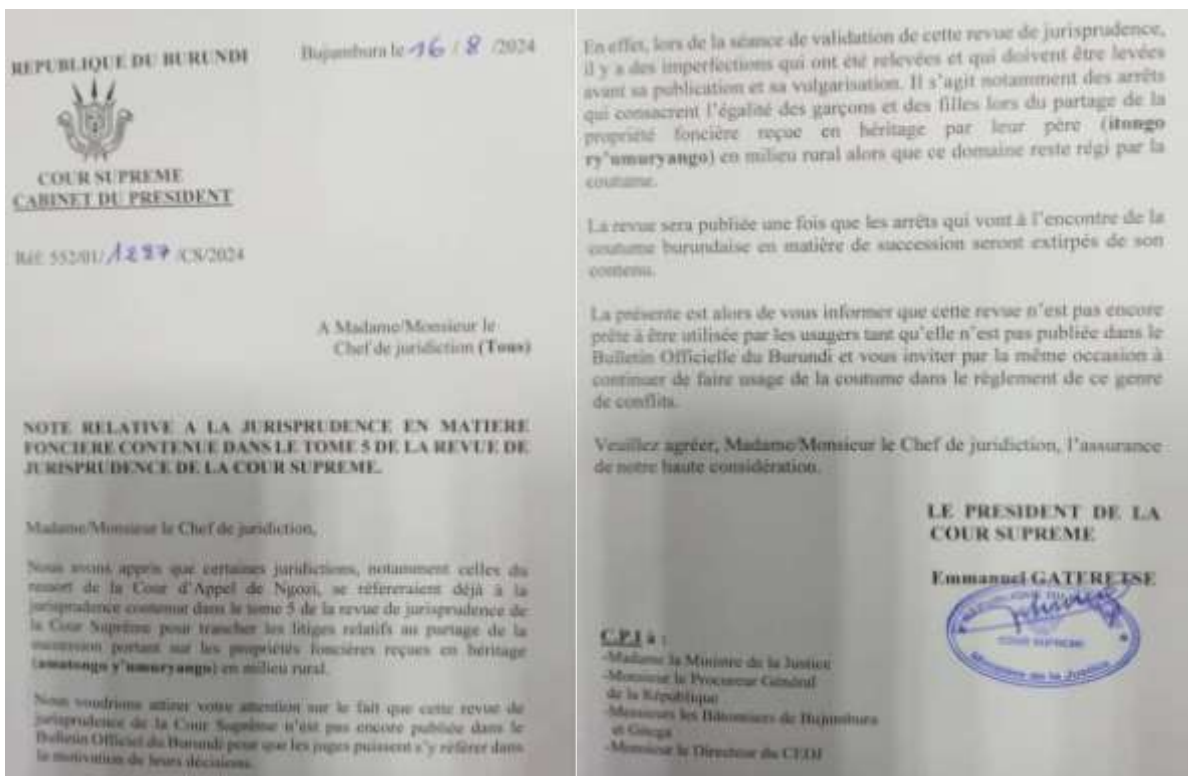 REPUBLIQUE DU BURUNDI
COUR SUPREME
CABINET DU PRESIDENT
Bujumbura le 16 / 8 /2024
Réf: 552/01/1287/CS/2024
A Madame/Monsieur le
Chef de juridiction (Tous)
NOTE RELATIVE A LA JURISPRUDENCE EN MATIERE
FONCIERE CONTENUE DANS LE TOME 5 DE LA REVUE DE
JURISPRUDENCE DE LA COUR SUPREME.
Madame/Monsieur le Chef de juridiction,
Nous avons appris que certaines juridictions, notamment celles du
ressort de la Cour d'Appel de Ngozi, se référeraient déjà à la
jurisprudence contenue dans le tome 5 de la revue de jurisprudence de
la Cour Suprême pour trancher les litiges relatifs au partage de la
succession portant sur les propriétés foncières reçues en héritage
(amatongo y'umuryango) en milieu rural.
Nous voudrions attirer votre attention sur le fait que cette revue de
jurisprudence de la Cour Suprême n'est pas encore publiée dans le
Bulletin Officiel du Burundi pour que les juges puissent s'y référer dans
la motivation de leurs décisions.
En effet, lors de la séance de validation de cette revue de jurisprudence,
il y a des imperfections qui ont été relevées et qui doivent être levées
avant sa publication et sa vulgarisation. Il s'agit notamment des arrêts
qui consacrent l'égalité des garçons et des filles lors du partage de la
propriété foncière reçue en héritage par leur père (itongo
ry'umuryango) en milieu rural alors que ce domaine reste régi par la
coutume.
La revue sera publiée une fois que les arrêts qui vont à l'encontre de la
coutume burundaise en matière de succession seront extirpés de son
contenu.
La présente est alors de vous informer que cette revue n'est pas encore
prête à être utilisée par les usagers tant qu'elle n'est pas publiée dans le
Bulletin Officielle du Burundi et vous inviter par la même occasion à
continuer de faire usage de la coutume dans le règlement de ce genre
de conflits.
Veuillez agréer, Madame/Monsieur le Chef de juridiction, l'assurance
de notre haute considération.
LE PRESIDENT DE LA
COUR SUPREME
Emmanuel GATERETSE
COUR SUPREME
Ministère de la Justice
C.P.I à :
-Madame la Ministre de la Justice
-Monsieur le Procureur Général
de la République
-Messieurs les Bâtonniers de Bujumbura
et Gitega
-Monsieur le Directeur du CEDJ